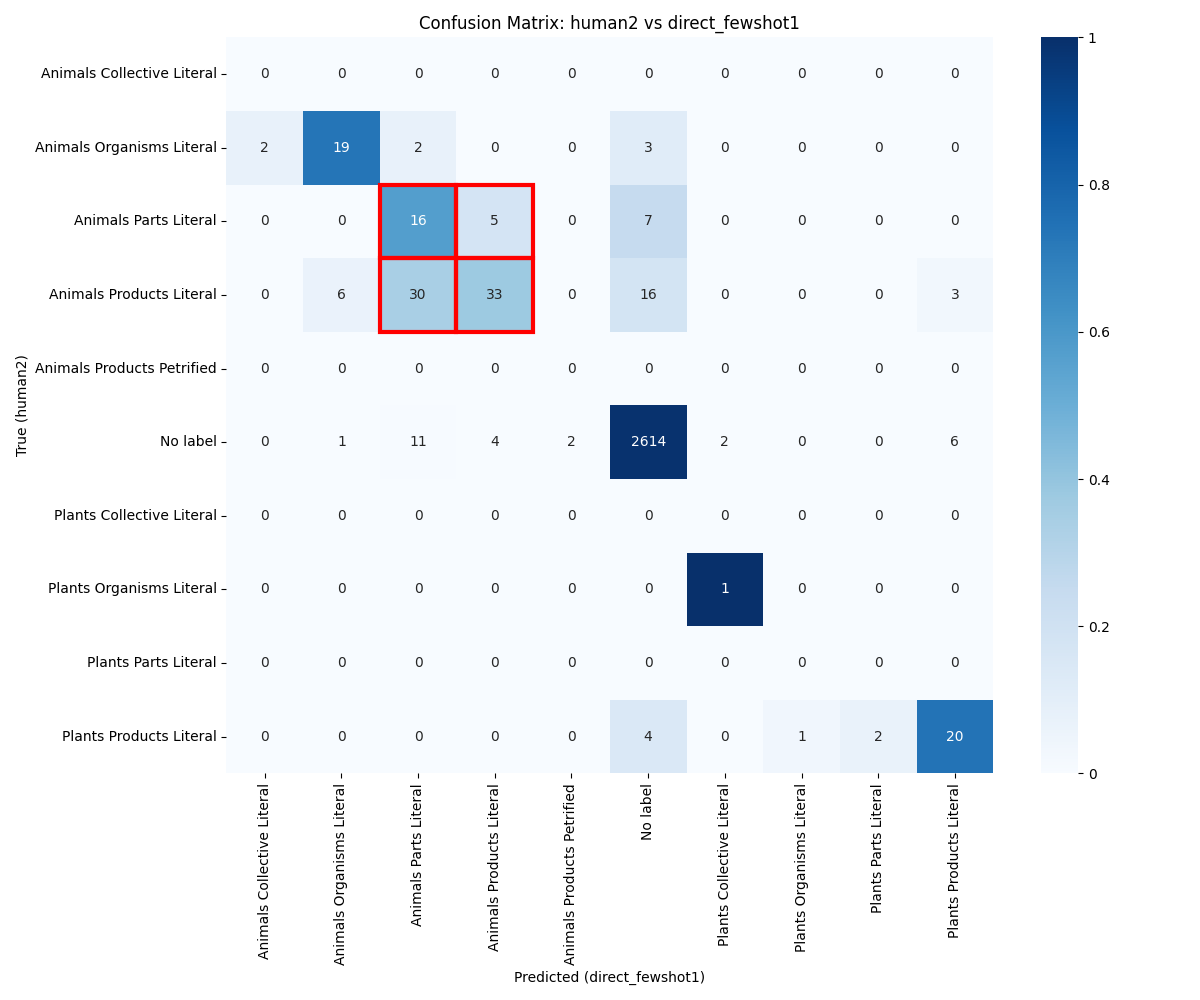 Confusion Matrix: human2 vs direct_fewshot1
True (human2)
Animals Collective Literal 0 0 0 0 0 0 0 0 0 0
Animals Organisms Literal 2 19 2 0 0 3 0 0 0 0
Animals Parts Literal 0 0 16 5 0 7 0 0 0 0
Animals Products Literal 0 6 30 33 0 16 0 0 0 3
Animals Products Petrified 0 0 0 0 0 0 0 0 0 0
No label 0 1 11 4 2 2614 2 0 0 6
Plants Collective Literal 0 0 0 0 0 0 0 0 0 0
Plants Organisms Literal 0 0 0 0 0 0 1 0 0 0
Plants Parts Literal 0 0 0 0 0 0 0 0 0 0
Plants Products Literal 0 0 0 0 0 4 0 1 2 20
Animals Collective Literal
Animals Organisms Literal
Animals Parts Literal
Animals Products Literal
Animals Products Petrified
No label
Plants Collective Literal
Plants Organisms Literal
Plants Parts Literal
Plants Products Literal
Predicted (direct_fewshot1)
1
0.8
0.6
0.4
0.2
0